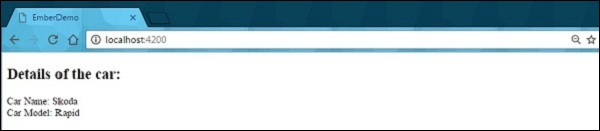 EmberDemo
localhost:4200
Details of the car:
Car Name: Skoda
Car Model: Rapid